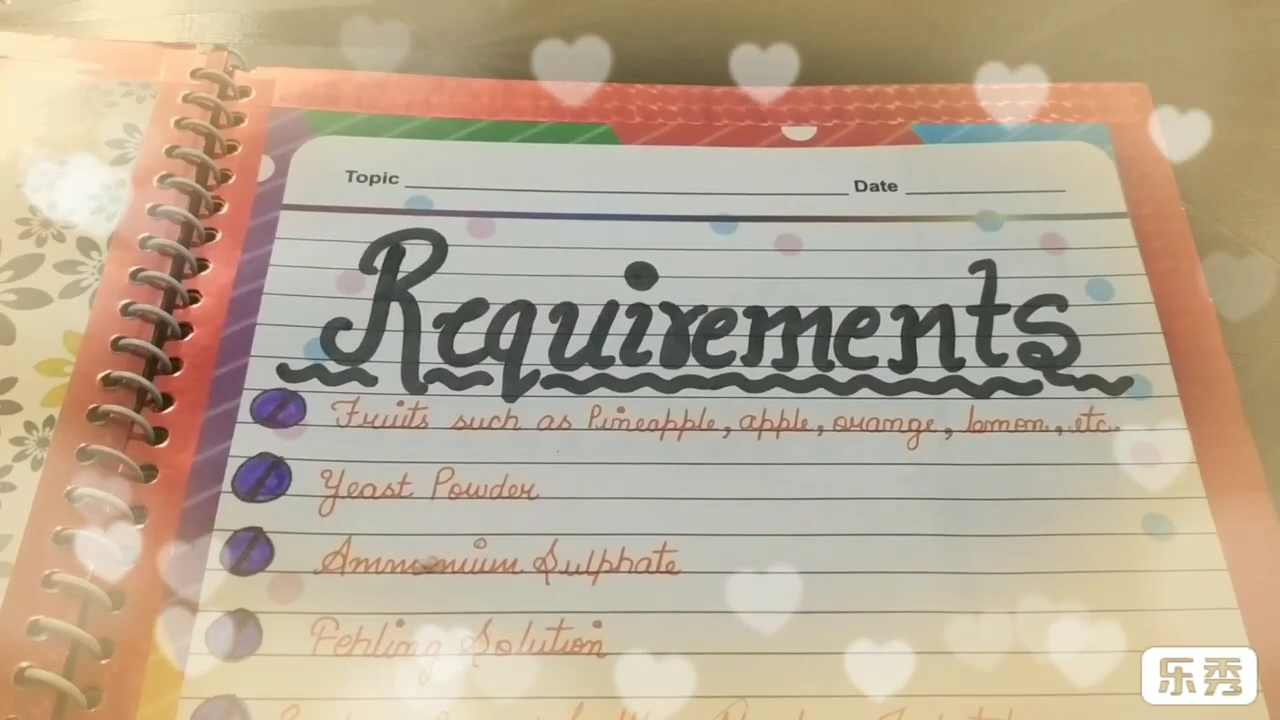 Topic Date
Requirements
Fruits such as Pineapple, apple, orange, lemon, etc.
Yeast Powder
Ammonium Sulphate
Fehling Solution
乐秀